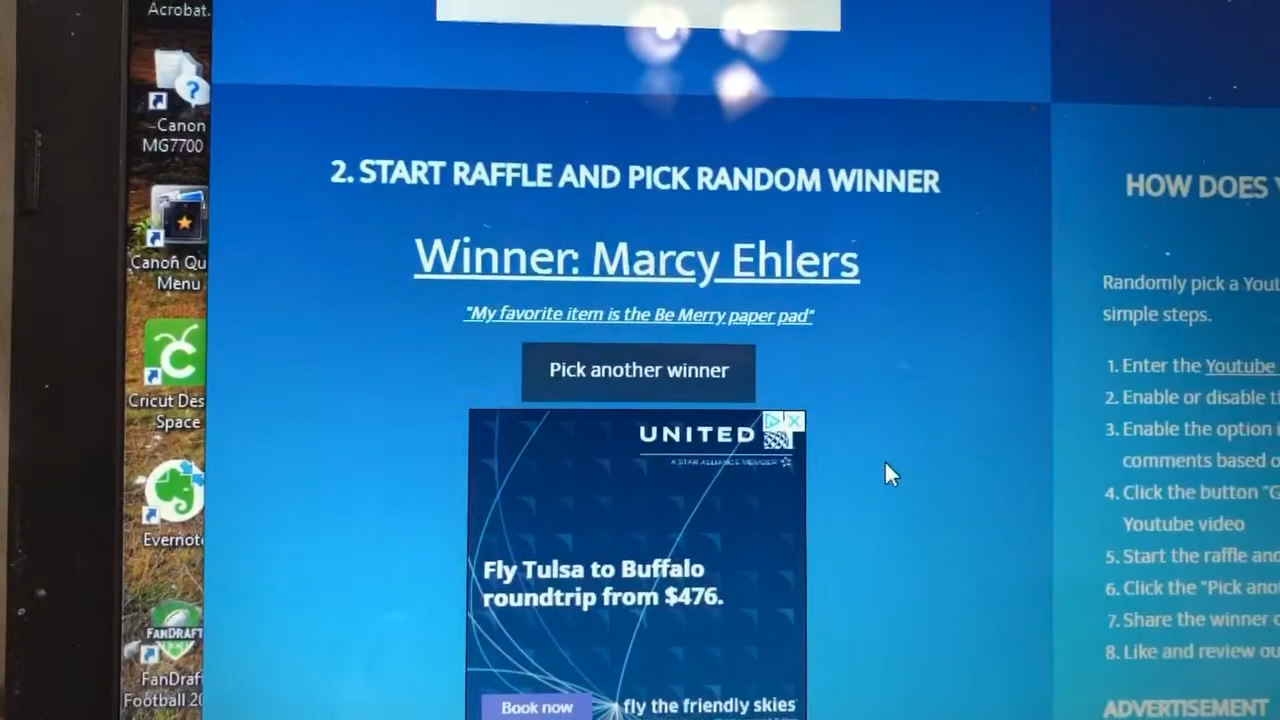 Acrobat.
Canon
MG7700
Canon Qu
Menu
Cricut Des
Space
Evernote
FANDRAFT
FanDraf
Football 20
2. START RAFFLE AND PICK RANDOM WINNER
Winner: Marcy Ehlers
"My favorite item is the Be Merry paper pad"
Pick another winner
UNITED
A STAR ALLIANCE MEMBER
Fly Tulsa to Buffalo
roundtrip from $476.
Book now
fly the friendly skies
HOW DOES Y
Randomly pick a Yout
simple steps.
1. Enter the Youtube
2. Enable or disable t
3. Enable the option i
comments based o
4. Click the button "G
Youtube video
5. Start the raffle and
6. Click the "Pick ano
7. Share the winner o
8. Like and review ou
ADVERTISEMENT